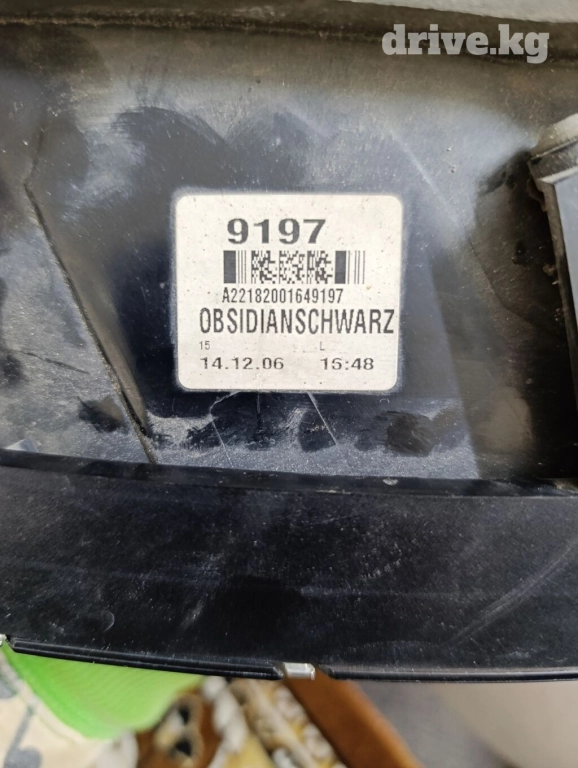 drive.kg
9197
A22182001649197
OBSIDIANSCHWARZ
15 L
14.12.06 15:48